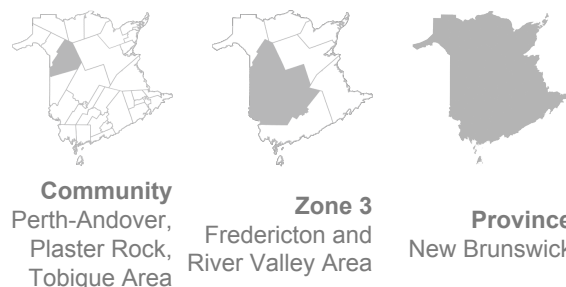 Community
Perth-Andover,
Plaster Rock,
Tobique Area
Zone 3
Fredericton and
River Valley Area
Province
New Brunswick